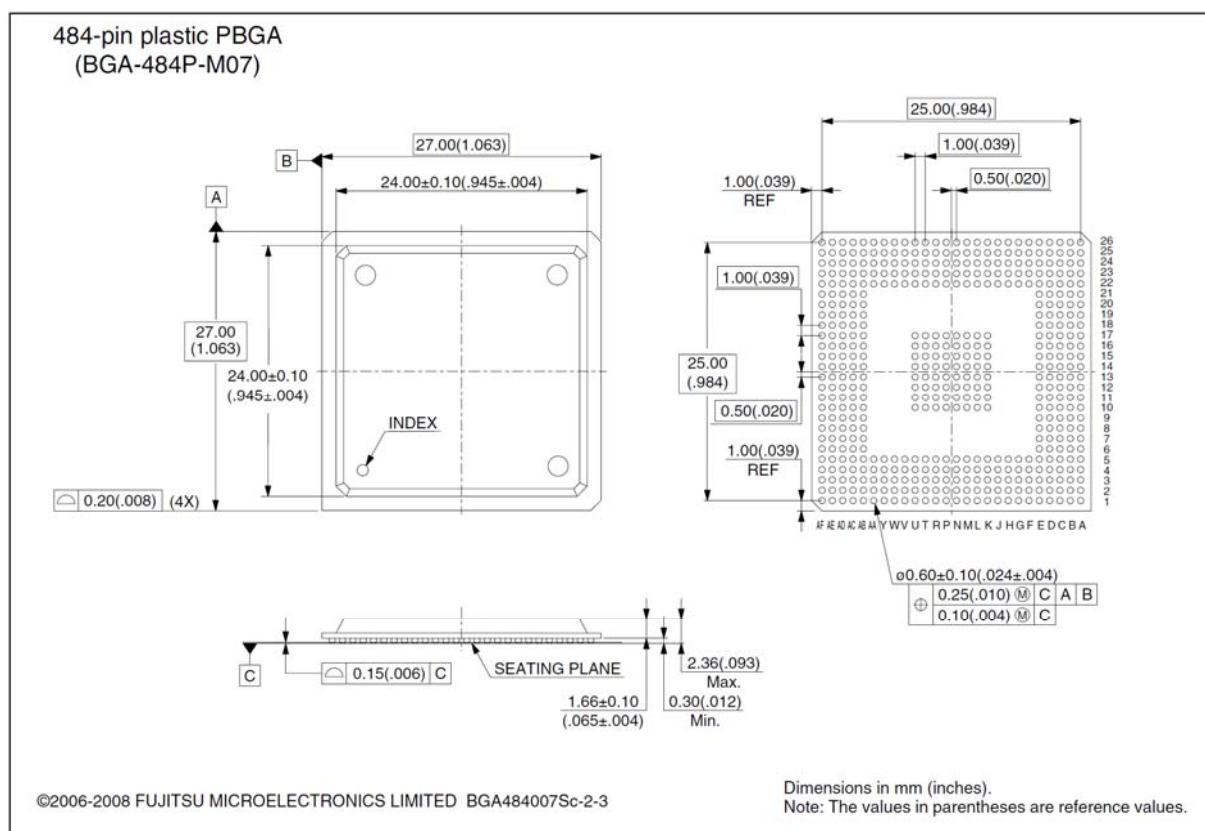 484-pin plastic PBGA
(BGA-484P-M07)
27.00(1.063)
B
24.00±0.10(.945±.004)
A
27.00
(1.063)
24.00±0.10
(.945±.004)
INDEX
0.20(.008) (4X)
25.00(.984)
1.00(.039)
1.00(.039)
REF
0.50(.020)
1.00(.039)
25.00
(.984)
0.50(.020)
1.00(.039)
REF
26
25
24
23
22
21
20
19
18
17
16
15
14
13
12
11
10
9
8
7
6
5
4
3
2
1
AF AE AD AC AB AA Y W V U T R P N M L K J H G F E D C B A
ø0.60±0.10(.024±.004)
0.25(.010) Ⓜ C A B
0.10(.004) Ⓜ C
C
0.15(.006) C
SEATING PLANE
1.66±0.10
(.065±.004)
0.30(.012)
Min.
2.36(.093)
Max.
©2006-2008 FUJITSU MICROELECTRONICS LIMITED BGA484007Sc-2-3
Dimensions in mm (inches).
Note: The values in parentheses are reference values.